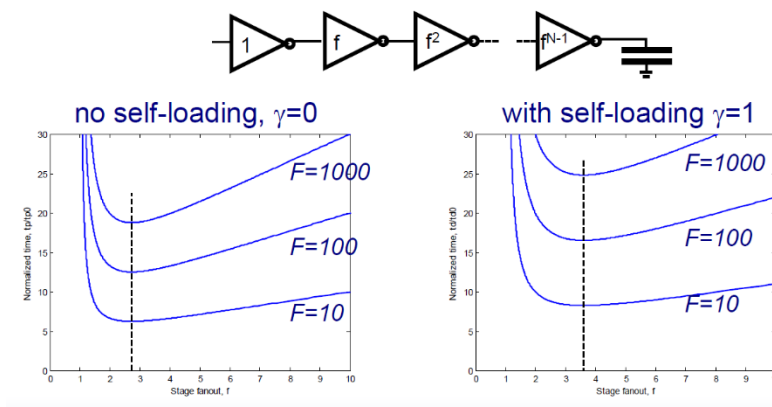 1
f
f²
fᴺ⁻¹
no self-loading, γ=0
with self-loading γ=1
30
25
20
15
10
5
0
Normalized time, tp/tp0
F=1000
F=100
F=10
0 1 2 3 4 5 6 7 8 9 10
Stage fanout, f
30
25
20
15
10
5
0
Normalized time, td/td0
F=1000
F=100
F=10
0 1 2 3 4 5 6 7 8 9
Stage fanout, f